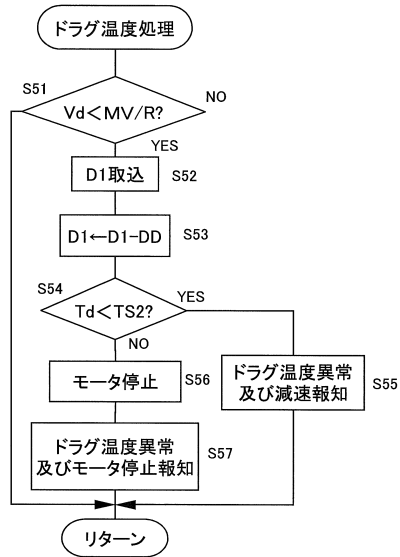 ドラグ温度処理
S51
Vd<MV/R?
NO
YES
D1取込
S52
D1←D1-DD
S53
S54
Td<TS2?
YES
NO
モータ停止
S56
ドラグ温度異常
及び減速報知
S55
ドラグ温度異常
及びモータ停止報知
S57
リターン